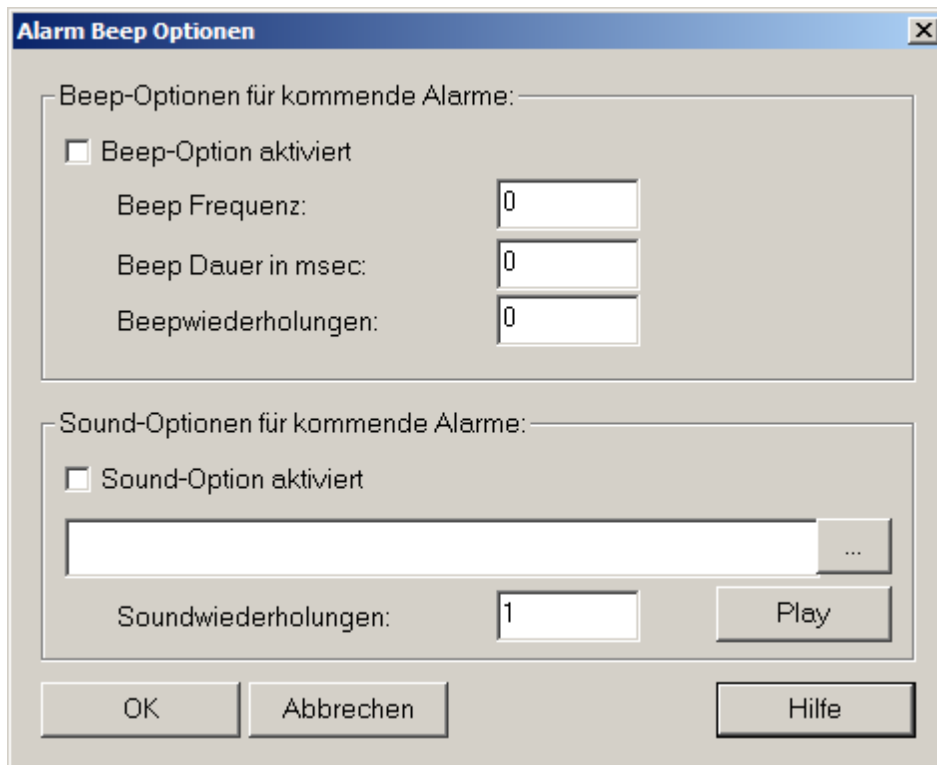 Alarm Beep Optionen
Beep-Optionen für kommende Alarme:
Beep-Option aktiviert
Beep Frequenz: 0
Beep Dauer in msec: 0
Beepwiederholungen: 0
Sound-Optionen für kommende Alarme:
Sound-Option aktiviert
...
Soundwiederholungen: 1 Play
OK Abbrechen Hilfe